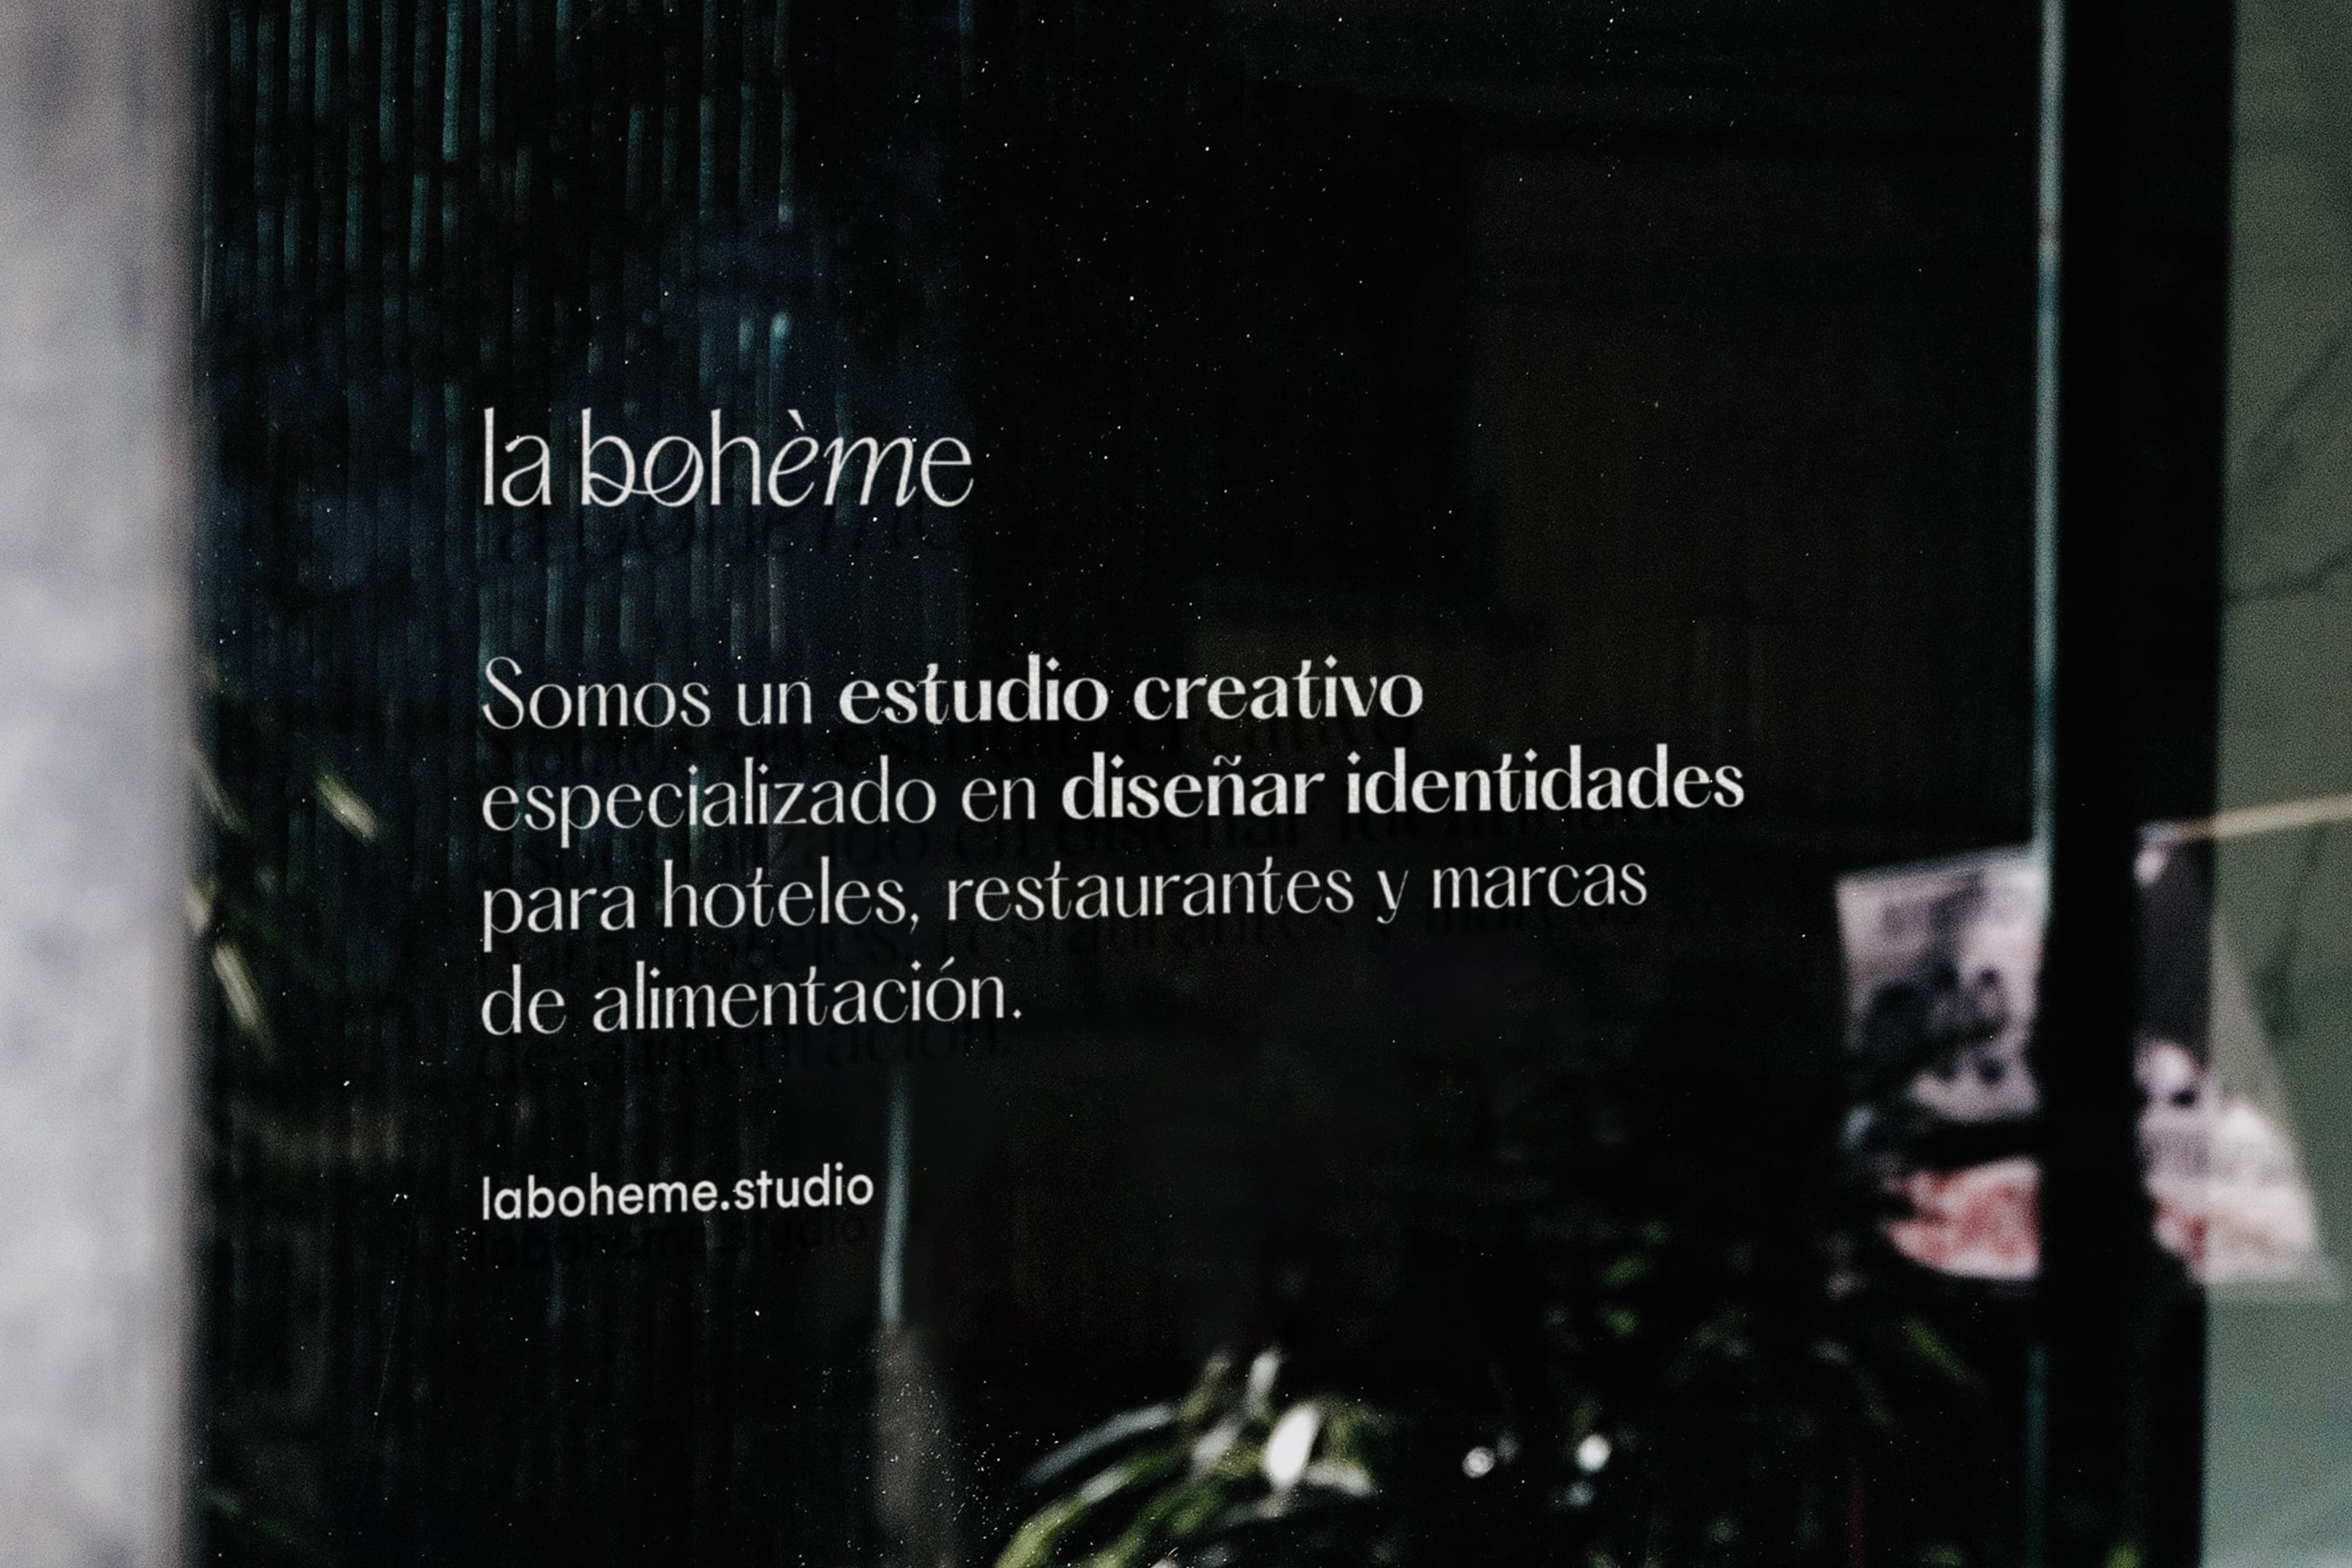 la bohème
Somos un estudio creativo
especializado en diseñar identidades
para hoteles, restaurantes y marcas
de alimentación.
laboheme.studio